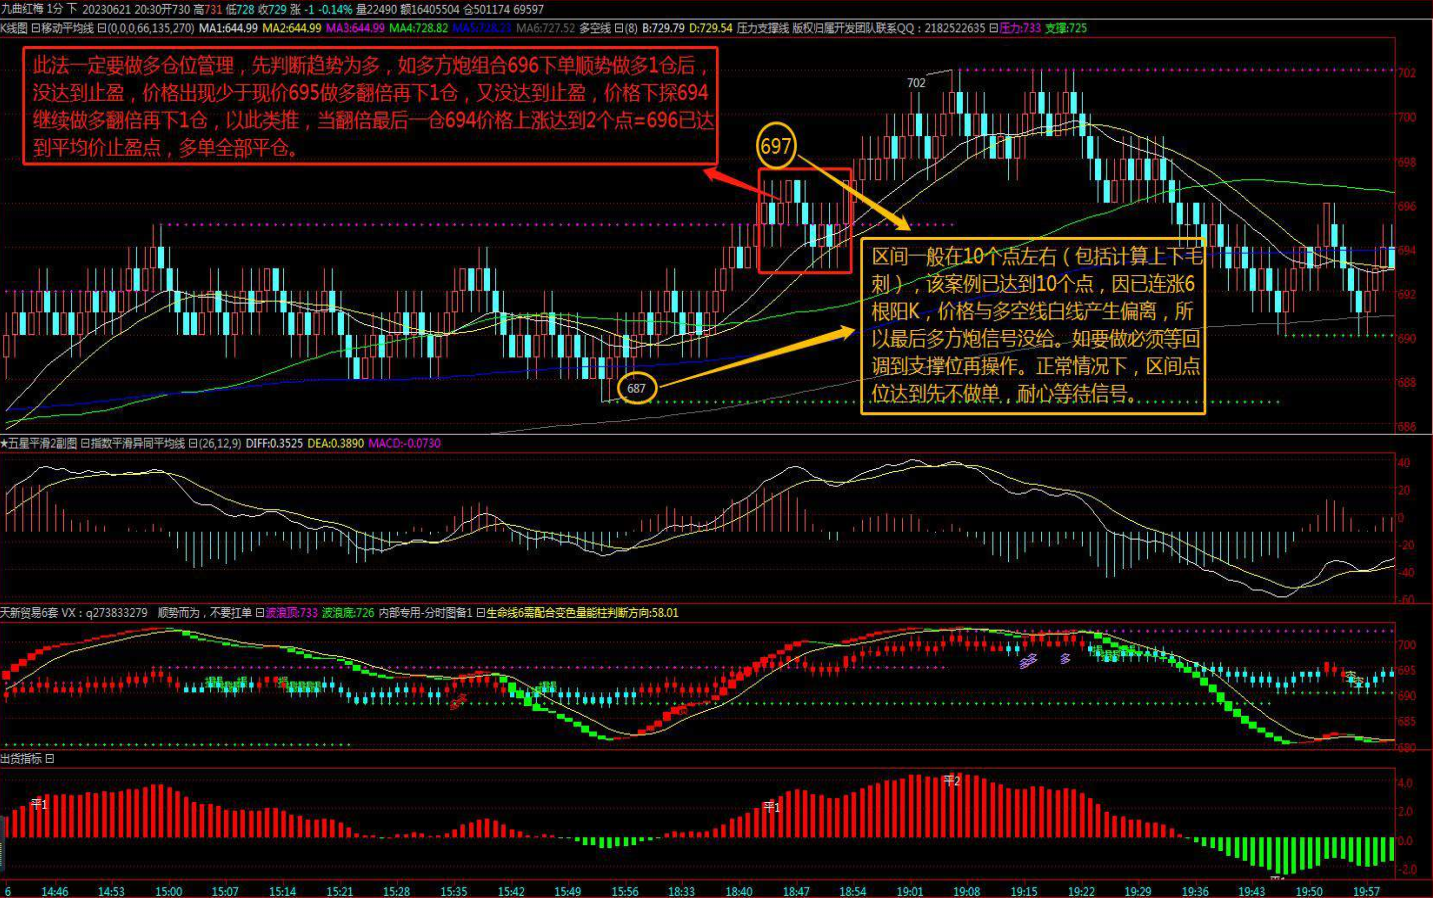 九曲红梅 1分 下 20230621 20:30开730 高731 低728 收729 涨 -1 -0.14% 量22490 额16405504 仓501174 69597
K线图 日移动平均线 日(0,0,0,66,135,270) MA1:644.99 MA2:644.99 MA3:644.99 MA4:728.82 MA5:728.21 MA6:727.52 多空线 日(8) B:729.79 D:729.54 压力支撑线 版权归属开发团队联系QQ：2182522635 日压力:733 支撑:725
此法一定要做多仓位管理，先判断趋势为多，如多方炮组合696下单顺势做多1仓后，
没达到止盈，价格出现少于现价695做多翻倍再下1仓，又没达到止盈，价格下探694
继续做多翻倍再下1仓，以此类推，当翻倍最后一仓694价格上涨达到2个点=696已达
到平均价止盈点，多单全部平仓。
702
697
687
区间一般在10个点左右（包括计算上下毛
刺），该案例已达到10个点，因已连涨6
根阳K，价格与多空线白线产生偏离，所
以最后多方炮信号没给。如要做必须等回
调到支撑位再操作。正常情况下，区间点
位达到先不做单，耐心等待信号。
702
700
698
696
694
692
690
688
686
★五星平滑2副图 日指数平滑异同平均线 日(26,12,9) DIFF:0.3525 DEA:0.3890 MACD:-0.0730
40
20
0
-20
-40
-60
天新贸易6套 VX：q273833279 顺势而为，不要扛单 日波浪顶:733 波浪底:726 内部专用-分时图备1 日生命线6需配合变色量能柱判断方向:58.01
多
多
多
空
空
700
695
690
685
680
出货指标 日
平1
平1
平2
4.0
2.0
0.0
-2.0
6 14:46 14:53 15:00 15:07 15:14 15:21 15:28 15:35 15:42 15:49 15:56 18:33 18:40 18:47 18:54 19:01 19:08 19:15 19:22 19:29 19:36 19:43 19:50 19:57